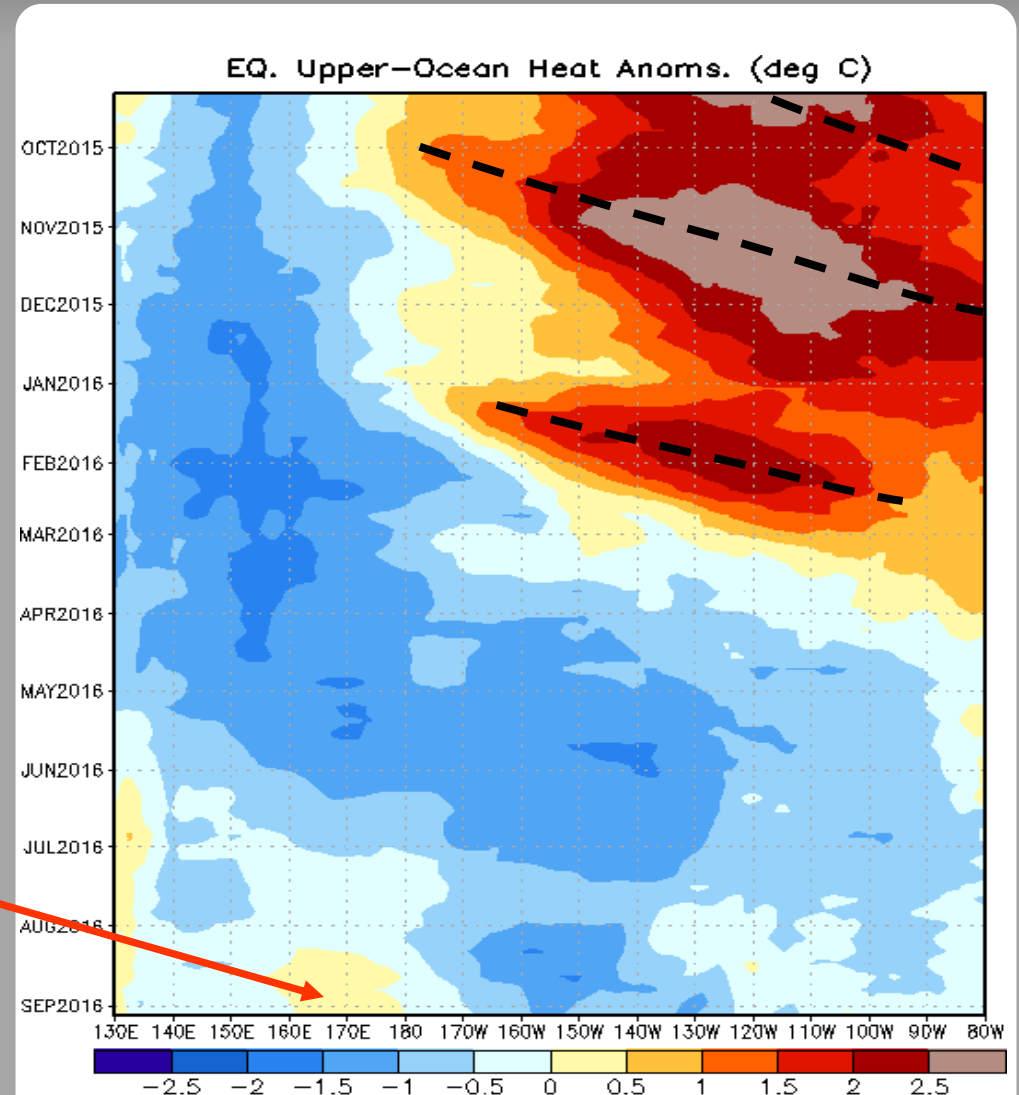 EQ. Upper-Ocean Heat Anoms. (deg C)
OCT2015
NOV2015
DEC2015
JAN2016
FEB2016
MAR2016
APR2016
MAY2016
JUN2016
JUL2016
AUG2016
SEP2016
130E 140E 150E 160E 170E 180 170W 160W 150W 140W 130W 120W 110W 100W 90W 80W
-2.5 -2 -1.5 -1 -0.5 0 0.5 1 1.5 2 2.5